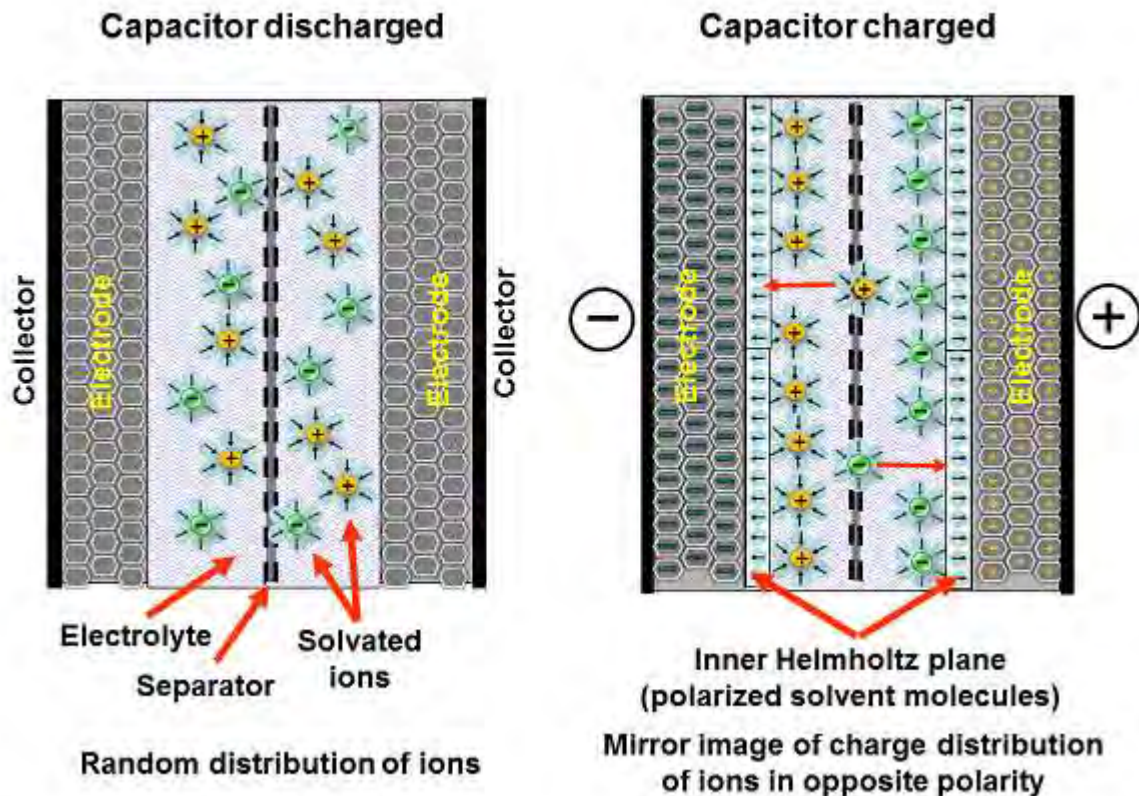 Capacitor discharged
Capacitor charged
Collector
Electrode
Electrode
Collector
Electrode
Electrode
Electrolyte
Separator
Solvated
ions
Inner Helmholtz plane
(polarized solvent molecules)
Random distribution of ions
Mirror image of charge distribution
of ions in opposite polarity